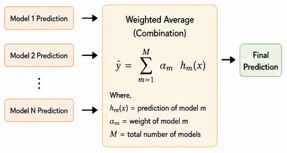 Model 1 Prediction
Model 2 Prediction
⋮
Model N Prediction
Weighted Average
(Combination)
ŷ = ∑_{m=1}^{M} α_m h_m(x)
Where,
h_m(x) = prediction of model m
α_m = weight of model m
M = total number of models
Final
Prediction